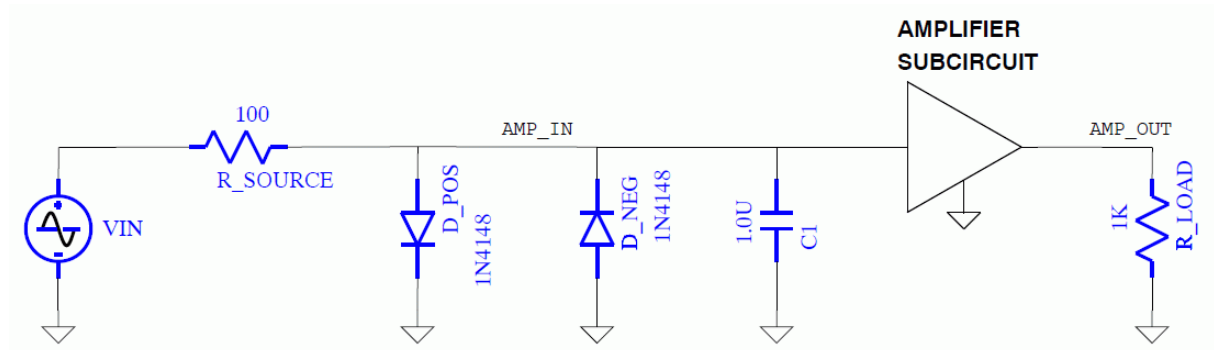 AMPLIFIER
SUBCIRCUIT
100
AMP_IN
AMP_OUT
R_SOURCE
VIN
D_POS
1N4148
D_NEG
1N4148
1.0U
C1
1K
R_LOAD